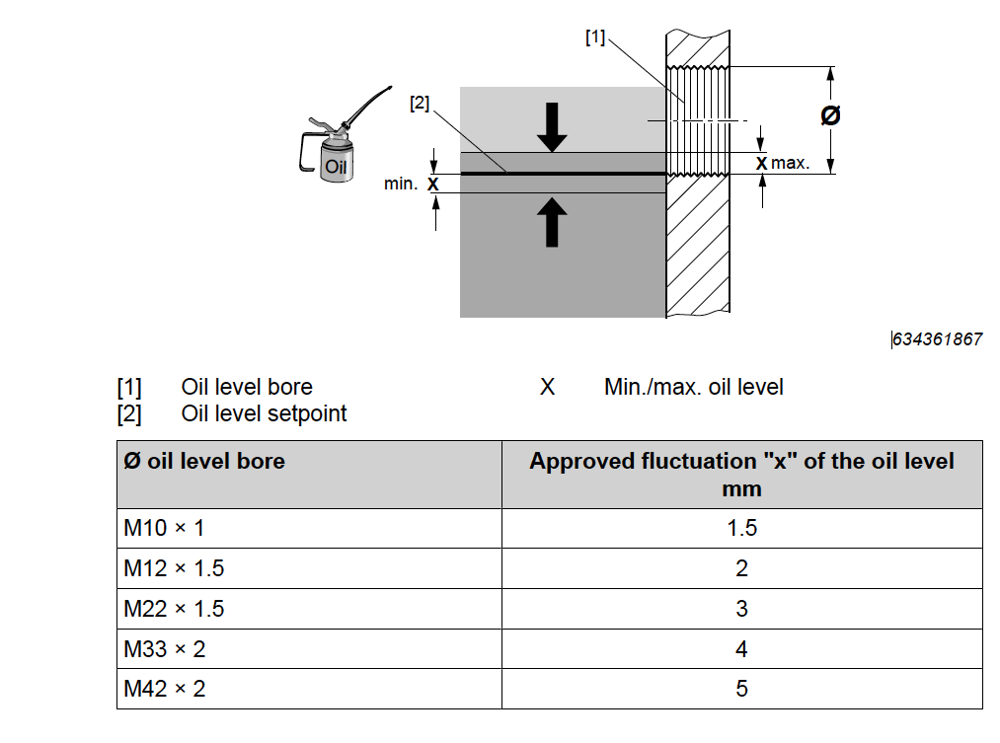 [1]
[2]
Ø
Oil
X max.
min. X
634361867
[1] Oil level bore X Min./max. oil level
[2] Oil level setpoint
Ø oil level bore Approved fluctuation "x" of the oil level
mm
M10 × 1 1.5
M12 × 1.5 2
M22 × 1.5 3
M33 × 2 4
M42 × 2 5